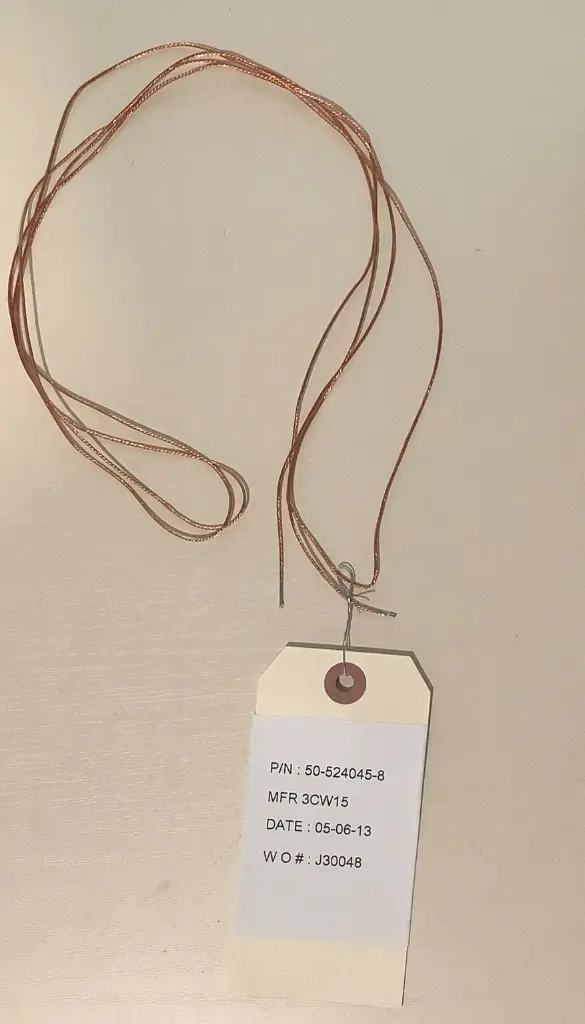 P/N : 50-524045-8
MFR 3CW15
DATE : 05-06-13
W O # : J30048